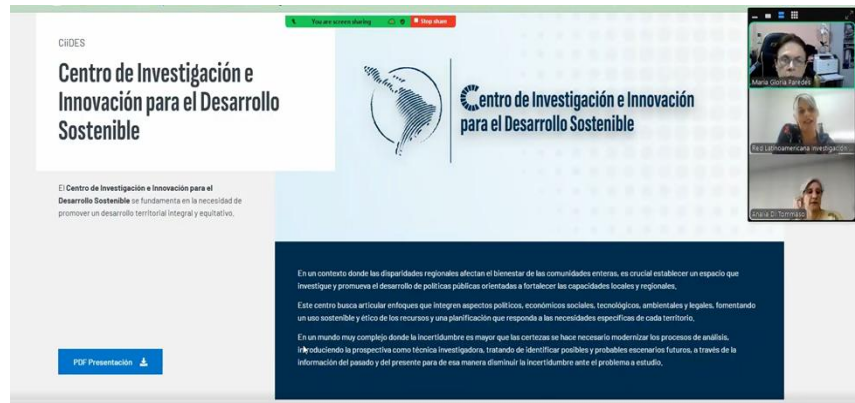 You are screen sharing
Stop share
CiiDES
Centro de Investigación e
Innovación para el Desarrollo
Sostenible
Centro de Investigación e Innovación
para el Desarrollo Sostenible
El Centro de Investigación e Innovación para el
Desarrollo Sostenible se fundamenta en la necesidad de
promover un desarrollo territorial integral y equitativo.
En un contexto donde las disparidades regionales afectan el bienestar de las comunidades enteras, es crucial establecer un espacio que
investigue y promueva el desarrollo de políticas públicas orientadas a fortalecer las capacidades locales y regionales.
Este centro busca articular enfoques que integren aspectos políticos, económicos sociales, tecnológicos, ambientales y legales, fomentando
un uso sostenible y ético de los recursos y una planificación que responda a las necesidades específicas de cada territorio.
En un mundo muy complejo donde la incertidumbre es mayor que las certezas se hace necesario modernizar los procesos de análisis,
introduciendo la prospectiva como técnica investigadora, tratando de identificar posibles y probables escenarios futuros, a través de la
información del pasado y del presente para de esa manera disminuir la incertidumbre ante el problema a estudio.
PDF Presentación
Maria Gloria Paredes
Red Latinoamericana investigación ...
Analia Di Tommaso